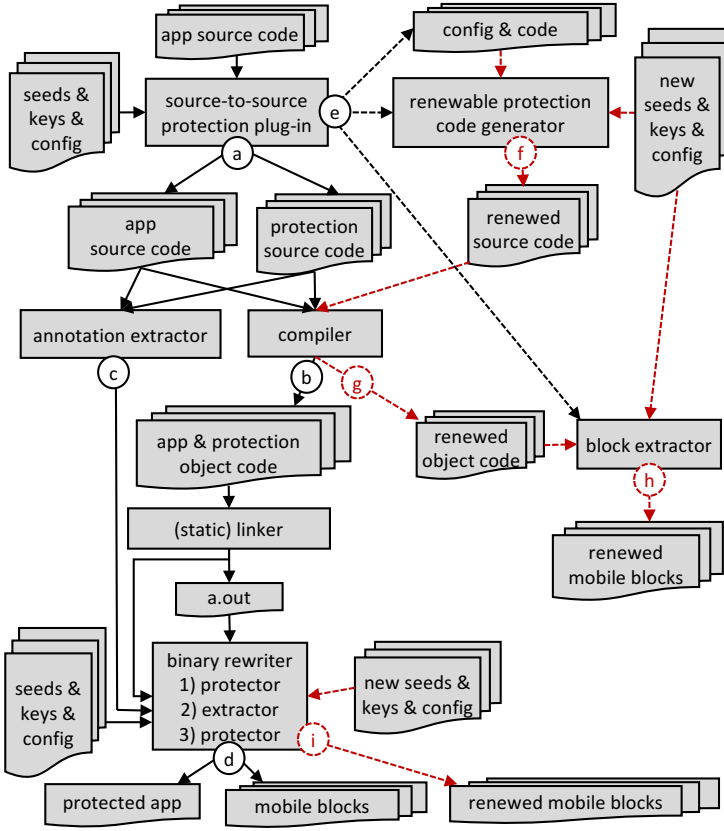 app source code
config & code
seeds &
keys &
config
source-to-source
protection plug-in
e
renewable protection
code generator
new
seeds &
keys &
config
a
f
app
source code
protection
source code
renewed
source code
annotation extractor
compiler
c
b
g
app & protection
object code
renewed
object code
block extractor
h
(static) linker
renewed
mobile blocks
a.out
seeds &
keys &
config
binary rewriter
1) protector
2) extractor
3) protector
new seeds &
keys & config
i
d
protected app
mobile blocks
renewed mobile blocks